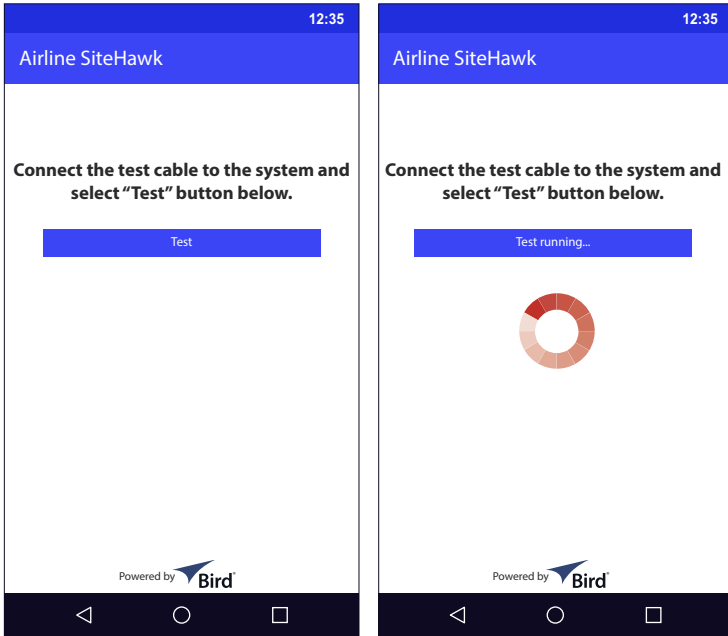 12:35
Airline SiteHawk
Connect the test cable to the system and
select “Test” button below.
Test
Powered by Bird
12:35
Airline SiteHawk
Connect the test cable to the system and
select “Test” button below.
Test running...
Powered by Bird